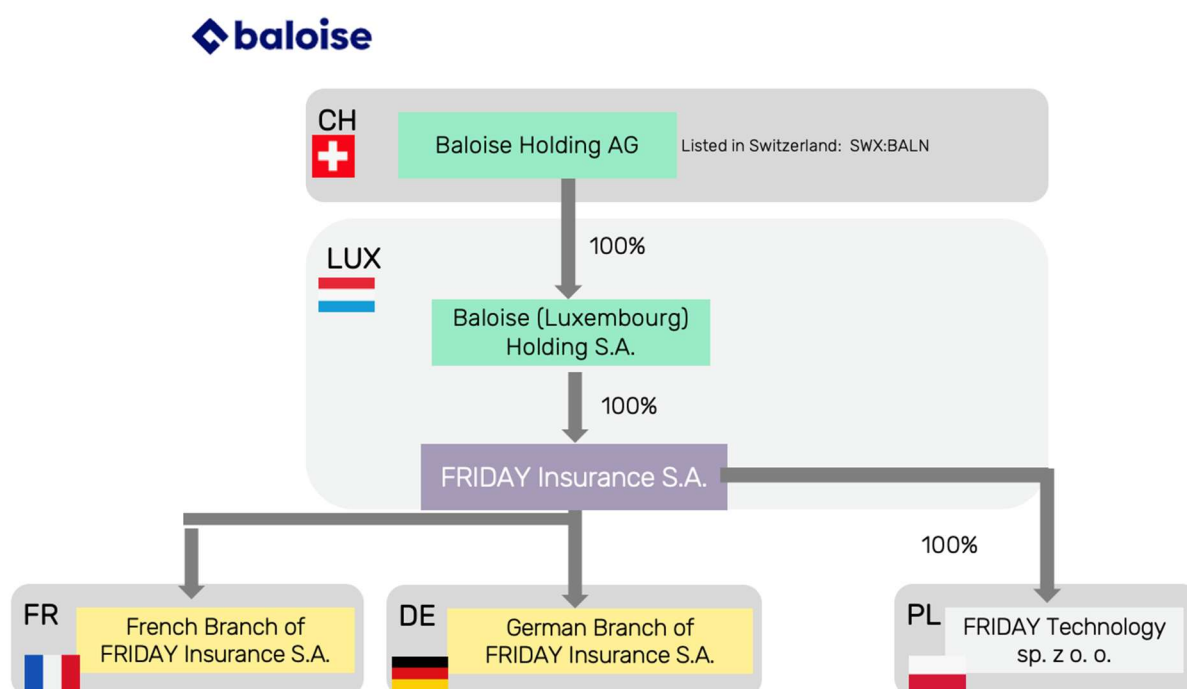 baloise
CH
Baloise Holding AG
Listed in Switzerland: SWX:BALN
100%
LUX
Baloise (Luxembourg)
Holding S.A.
100%
FRIDAY Insurance S.A.
100%
FR
French Branch of
FRIDAY Insurance S.A.
DE
German Branch of
FRIDAY Insurance S.A.
PL
FRIDAY Technology
sp. z o. o.